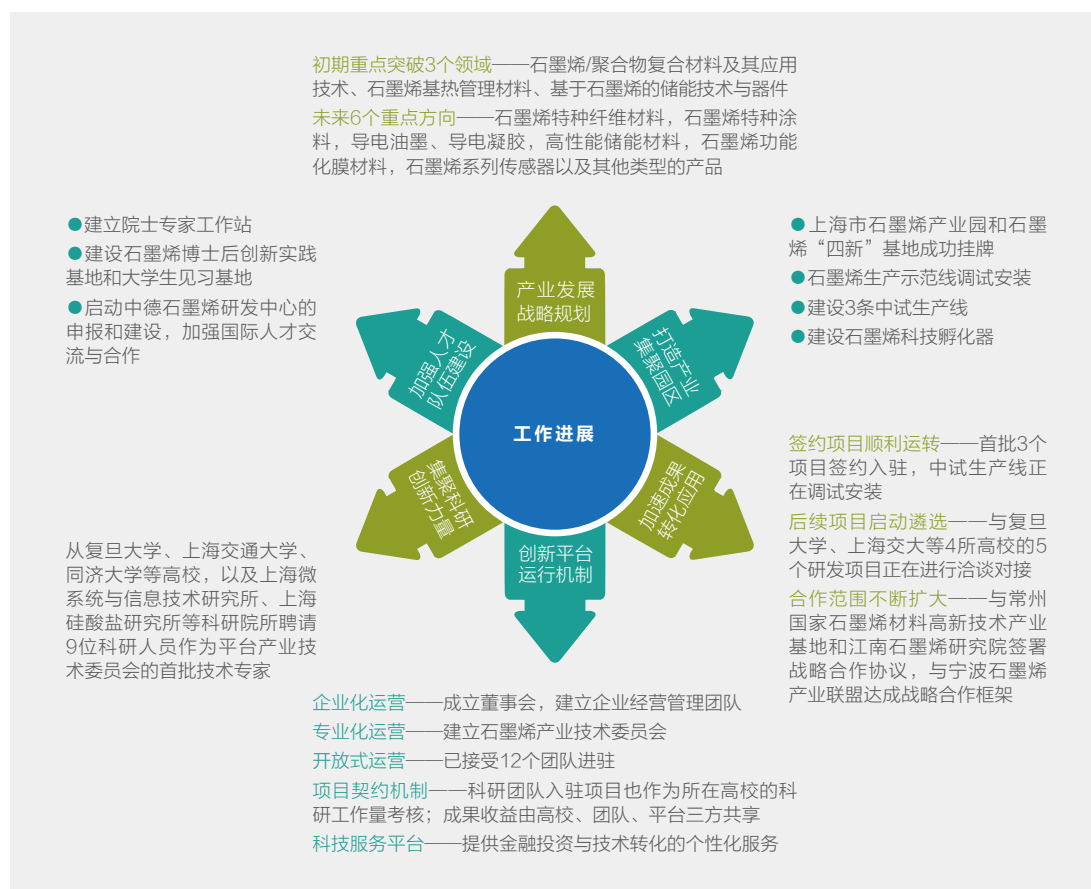 初期重点突破3个领域——石墨烯/聚合物复合材料及其应用
技术、石墨烯基热管理材料、基于石墨烯的储能技术与器件
未来6个重点方向——石墨烯特种纤维材料，石墨烯特种涂
料，导电油墨、导电凝胶，高性能储能材料，石墨烯功能
化膜材料，石墨烯系列传感器以及其他类型的产品
●建立院士专家工作站
●建设石墨烯博士后创新实践
基地和大学生见习基地
●启动中德石墨烯研发中心的
申报和建设，加强国际人才交
流与合作
●上海市石墨烯产业园和石墨
烯“四新”基地成功挂牌
●石墨烯生产示范线调试安装
●建设3条中试生产线
●建设石墨烯科技孵化器
产业发展
战略规划
加强人才
队伍建设
打造产业
集聚园区
工作进展
集聚科研
创新力量
加速成果
转化应用
创新平台
运行机制
签约项目顺利运转——首批3个
项目签约入驻，中试生产线正
在调试安装
后续项目启动遴选——与复旦
大学、上海交大等4所高校的5
个研发项目正在进行洽谈对接
合作范围不断扩大——与常州
国家石墨烯材料高新技术产业
基地和江南石墨烯研究院签署
战略合作协议，与宁波石墨烯
产业联盟达成战略合作框架
从复旦大学、上海交通大学、
同济大学等高校，以及上海微
系统与信息技术研究所、上海
硅酸盐研究所等科研院所聘请
9位科研人员作为平台产业技
术委员会的首批技术专家
企业化运营——成立董事会，建立企业经营管理团队
专业化运营——建立石墨烯产业技术委员会
开放式运营——已接受12个团队进驻
项目契约机制——科研团队入驻项目也作为所在高校的科
研工作量考核；成果收益由高校、团队、平台三方共享
科技服务平台——提供金融投资与技术转化的个性化服务